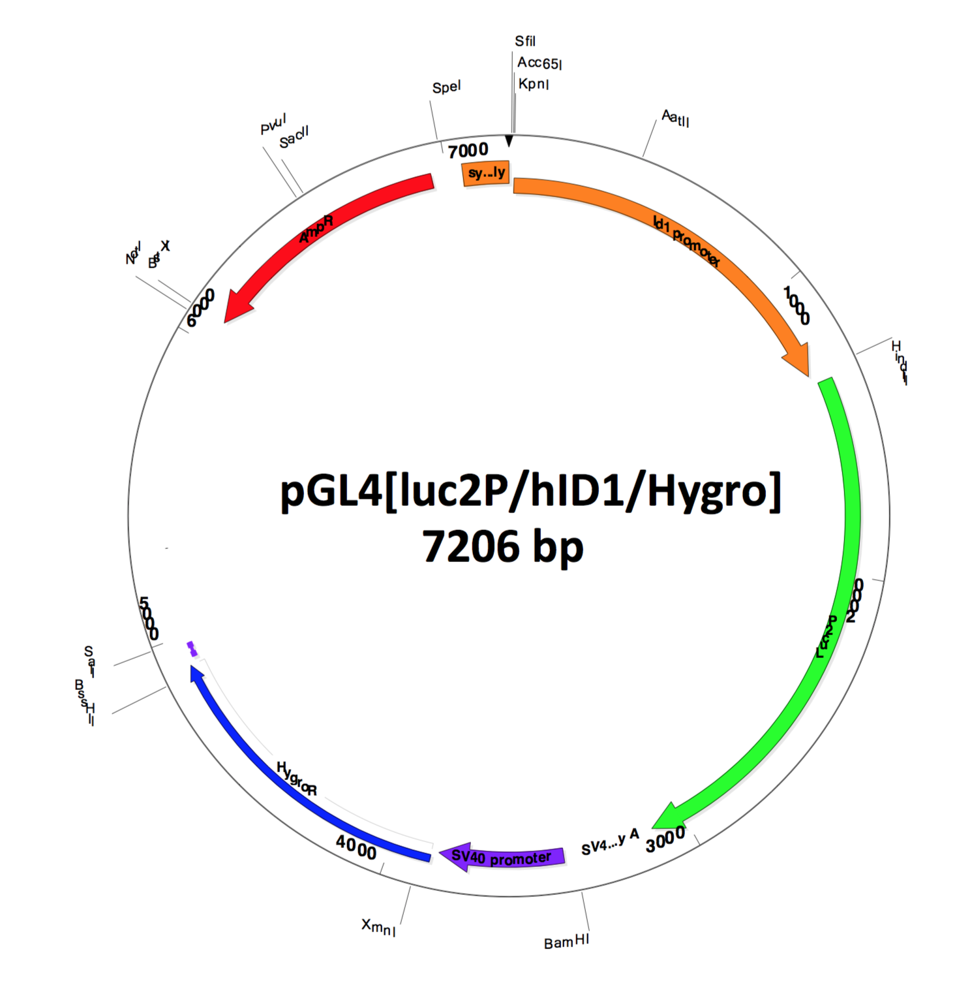 SfiI
Acc65I
KpnI
SpeI
AatII
PvuI
SacII
7000
sy...ly
Id1 promoter
AmpR
NotI
BstXI
6000
1000
HindIII
pGL4[luc2P/hID1/Hygro]
7206 bp
2000
Luc2P
5000
SalI
BssHII
HygroR
4000
SV40 promoter
SV4...y A
3000
XmnI
BamHI